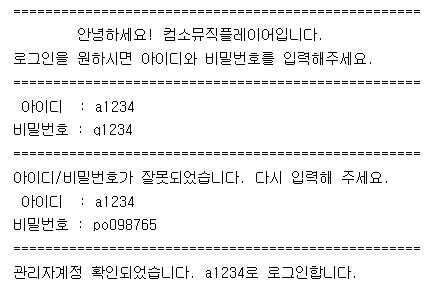 ==================================================
안녕하세요! 컴소뮤직플레이어입니다.
로그인을 원하시면 아이디와 비밀번호를 입력해주세요.
==================================================
아이디 : a1234
비밀번호 : q1234
==================================================
아이디/비밀번호가 잘못되었습니다. 다시 입력해 주세요.
아이디 : a1234
비밀번호 : po098765
==================================================
관리자계정 확인되었습니다. a1234로 로그인합니다.